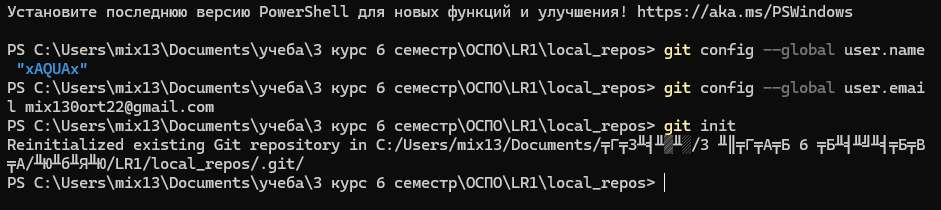 Установите последнюю версию PowerShell для новых функций и улучшения! https://aka.ms/PSWindows
PS C:\Users\mix13\Documents\учеба\3 курс 6 семестр\ОСПО\LR1\local_repos> git config --global user.name
"xAQUAx"
PS C:\Users\mix13\Documents\учеба\3 курс 6 семестр\ОСПО\LR1\local_repos> git config --global user.emai
l mix130ort22@gmail.com
PS C:\Users\mix13\Documents\учеба\3 курс 6 семестр\ОСПО\LR1\local_repos> git init
Reinitialized existing Git repository in C:/Users/mix13/Documents/╤Г╤З╨╡╨▒╨░/3 ╨║╤Г╤А╤Б 6 ╤Б╨╡╨╝╨╡╤Б╤В
╤А/╨Ю╨б╨Я╨Ю/LR1/local_repos/.git/
PS C:\Users\mix13\Documents\учеба\3 курс 6 семестр\ОСПО\LR1\local_repos>